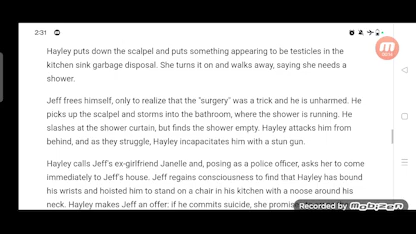 2:31
Hayley puts down the scalpel and puts something appearing to be testicles in the
kitchen sink garbage disposal. She turns it on and walks away, saying she needs a
shower.
Jeff frees himself, only to realize that the "surgery" was a trick and he is unharmed. He
picks up the scalpel and storms into the bathroom, where the shower is running. He
slashes at the shower curtain, but finds the shower empty. Hayley attacks him from
behind, and as they struggle, Hayley incapacitates him with a stun gun.
Hayley calls Jeff's ex-girlfriend Janelle and, posing as a police officer, asks her to come
immediately to Jeff's house. Jeff regains consciousness to find that Hayley has bound
his wrists and hoisted him to stand on a chair in his kitchen with a noose around his
neck. Hayley makes Jeff an offer: if he commits suicide, she promis
Recorded by Mobizen